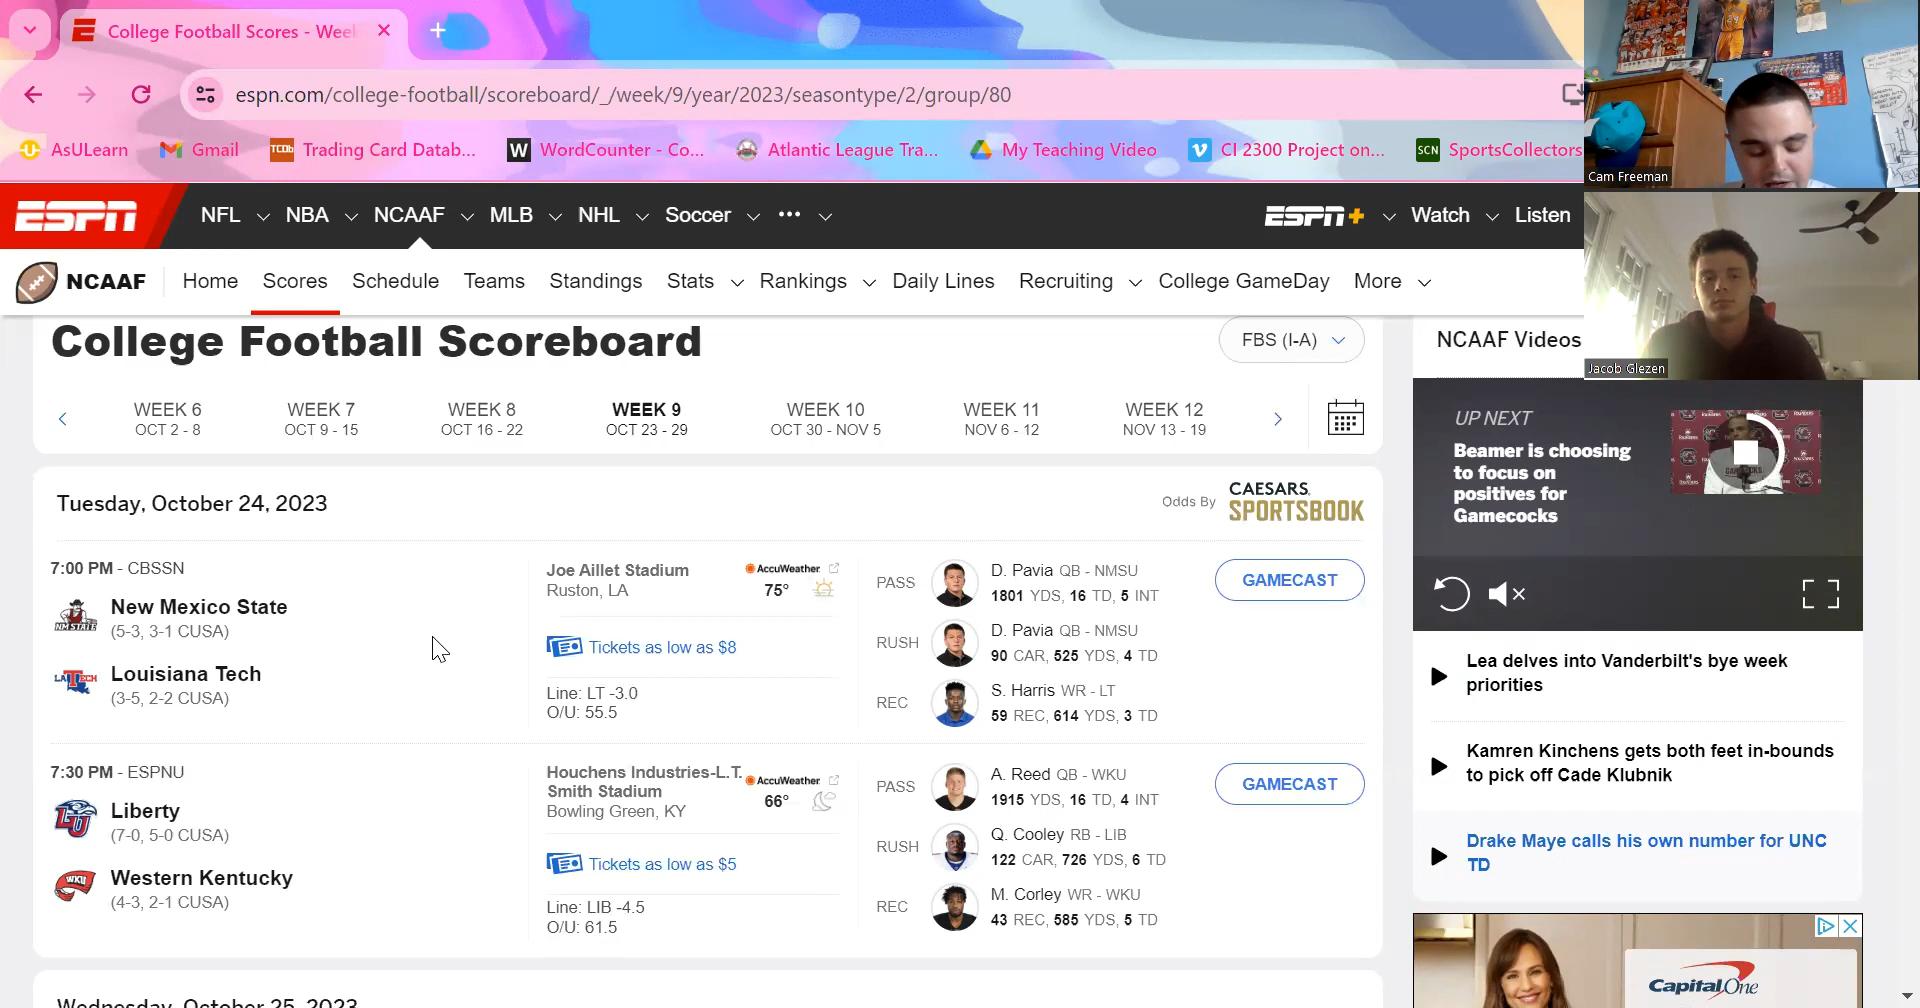 College Football Scores - Wee
espn.com/college-football/scoreboard/_/week/9/year/2023/seasontype/2/group/80
AsULearn Gmail Trading Card Datab... WordCounter - Co... Atlantic League Tra... My Teaching Video CI 2300 Project on... SportsCollectors
Cam Freeman
Jacob Glezen
ESPN NFL NBA NCAAF MLB NHL Soccer ••• ESPN+ Watch Listen
NCAAF Home Scores Schedule Teams Standings Stats Rankings Daily Lines Recruiting College GameDay More
College Football Scoreboard
FBS (I-A)
WEEK 6 WEEK 7 WEEK 8 WEEK 9 WEEK 10 WEEK 11 WEEK 12
OCT 2 - 8 OCT 9 - 15 OCT 16 - 22 OCT 23 - 29 OCT 30 - NOV 5 NOV 6 - 12 NOV 13 - 19
Tuesday, October 24, 2023
Odds By CAESARS SPORTSBOOK
7:00 PM - CBSSN
New Mexico State
(5-3, 3-1 CUSA)
Louisiana Tech
(3-5, 2-2 CUSA)
Joe Aillet Stadium
Ruston, LA
AccuWeather
75°
Tickets as low as $8
Line: LT -3.0
O/U: 55.5
PASS D. Pavia QB - NMSU
1801 YDS, 16 TD, 5 INT
RUSH D. Pavia QB - NMSU
90 CAR, 525 YDS, 4 TD
REC S. Harris WR - LT
59 REC, 614 YDS, 3 TD
GAMECAST
7:30 PM - ESPNU
Liberty
(7-0, 5-0 CUSA)
Western Kentucky
(4-3, 2-1 CUSA)
Houchens Industries-L.T.
Smith Stadium
Bowling Green, KY
AccuWeather
66°
Tickets as low as $5
Line: LIB -4.5
O/U: 61.5
PASS A. Reed QB - WKU
1915 YDS, 16 TD, 4 INT
RUSH Q. Cooley RB - LIB
122 CAR, 726 YDS, 6 TD
REC M. Corley WR - WKU
43 REC, 585 YDS, 5 TD
GAMECAST
Wednesday, October 25, 2023
NCAAF Videos
UP NEXT
Beamer is choosing
to focus on
positives for
Gamecocks
Lea delves into Vanderbilt's bye week
priorities
Kamren Kinchens gets both feet in-bounds
to pick off Cade Klubnik
Drake Maye calls his own number for UNC
TD
Capital One